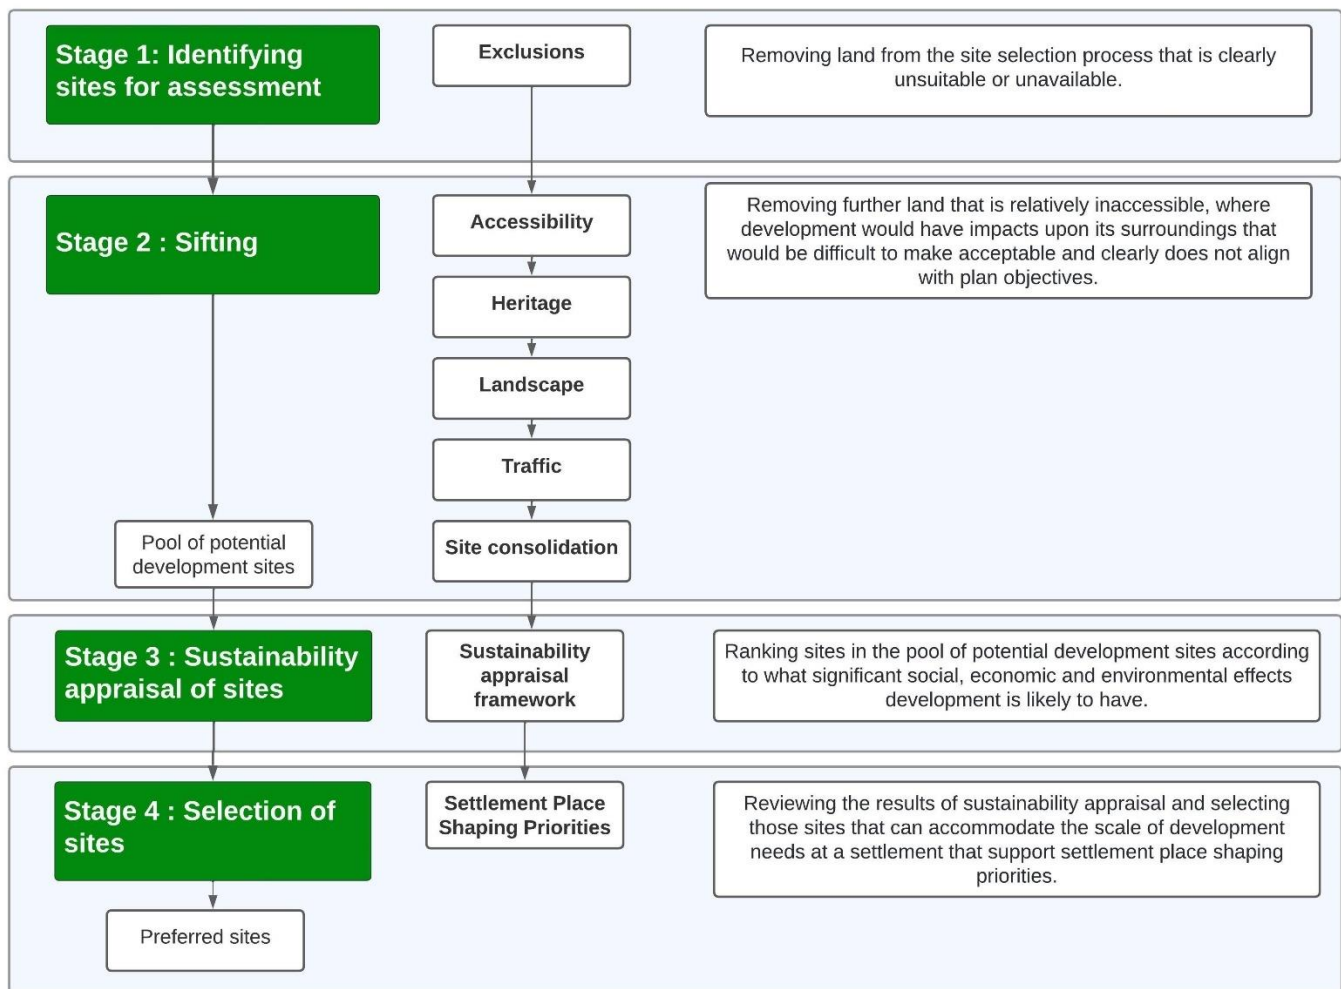 Stage 1: Identifying
sites for assessment
Exclusions
Removing land from the site selection process that is clearly
unsuitable or unavailable.
Stage 2 : Sifting
Accessibility
Heritage
Landscape
Traffic
Site consolidation
Removing further land that is relatively inaccessible, where
development would have impacts upon its surroundings that
would be difficult to make acceptable and clearly does not align
with plan objectives.
Pool of potential
development sites
Stage 3 : Sustainability
appraisal of sites
Sustainability
appraisal
framework
Ranking sites in the pool of potential development sites according
to what significant social, economic and environmental effects
development is likely to have.
Stage 4 : Selection of
sites
Settlement Place
Shaping Priorities
Reviewing the results of sustainability appraisal and selecting
those sites that can accommodate the scale of development
needs at a settlement that support settlement place shaping
priorities.
Preferred sites